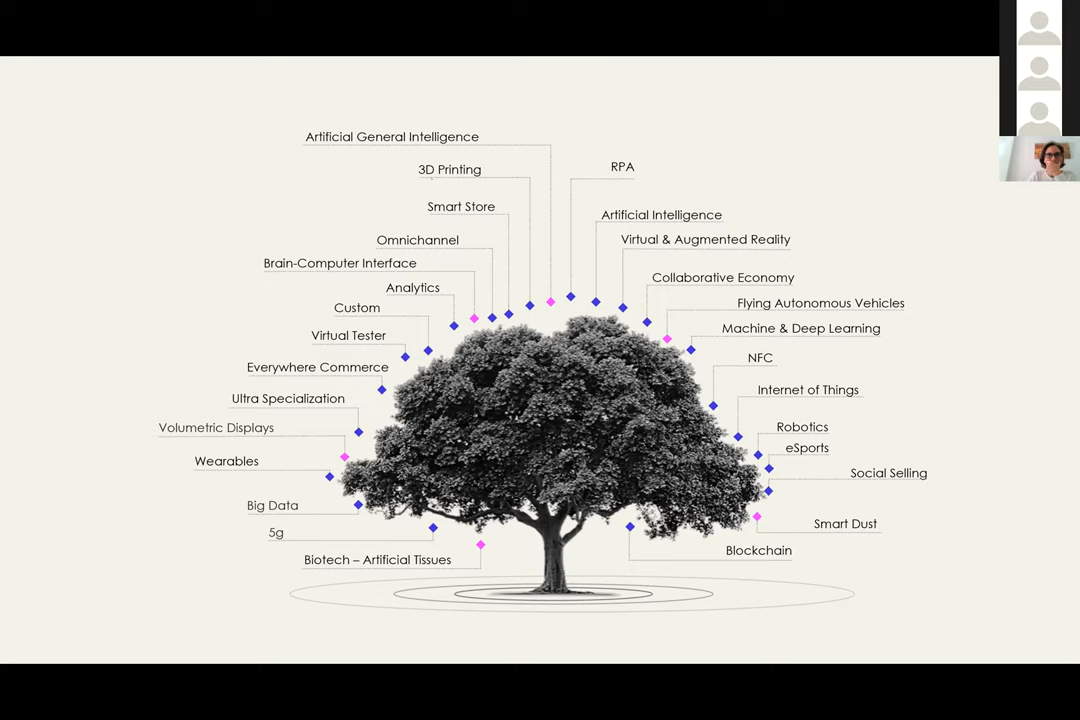 Artificial General Intelligence
3D Printing
RPA
Smart Store
Artificial Intelligence
Omnichannel
Virtual & Augmented Reality
Brain-Computer Interface
Collaborative Economy
Analytics
Flying Autonomous Vehicles
Custom
Machine & Deep Learning
Virtual Tester
NFC
Everywhere Commerce
Internet of Things
Ultra Specialization
Volumetric Displays
Robotics
eSports
Wearables
Social Selling
Big Data
Smart Dust
5g
Blockchain
Biotech – Artificial Tissues